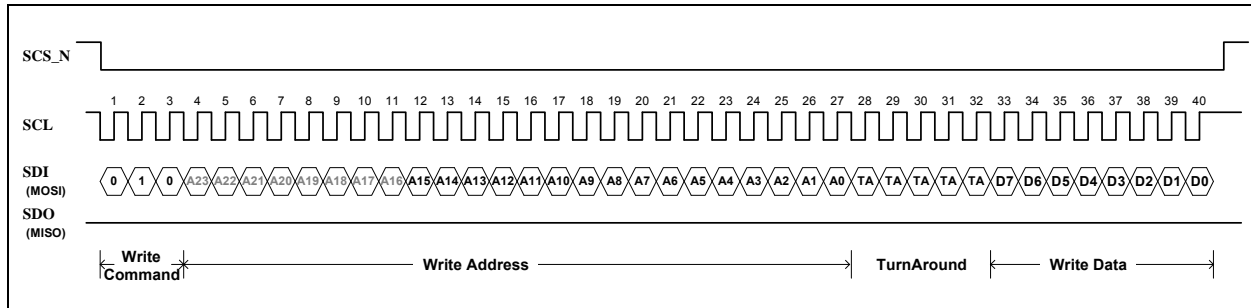 SCS_N
1 2 3 4 5 6 7 8 9 10 11 12 13 14 15 16 17 18 19 20 21 22 23 24 25 26 27 28 29 30 31 32 33 34 35 36 37 38 39 40
SCL
SDI
(MOSI)
0 1 0 A23 A22 A21 A20 A19 A18 A17 A16 A15 A14 A13 A12 A11 A10 A9 A8 A7 A6 A5 A4 A3 A2 A1 A0 TA TA TA TA TA D7 D6 D5 D4 D3 D2 D1 D0
SDO
(MISO)
Write
Command
Write Address
TurnAround
Write Data